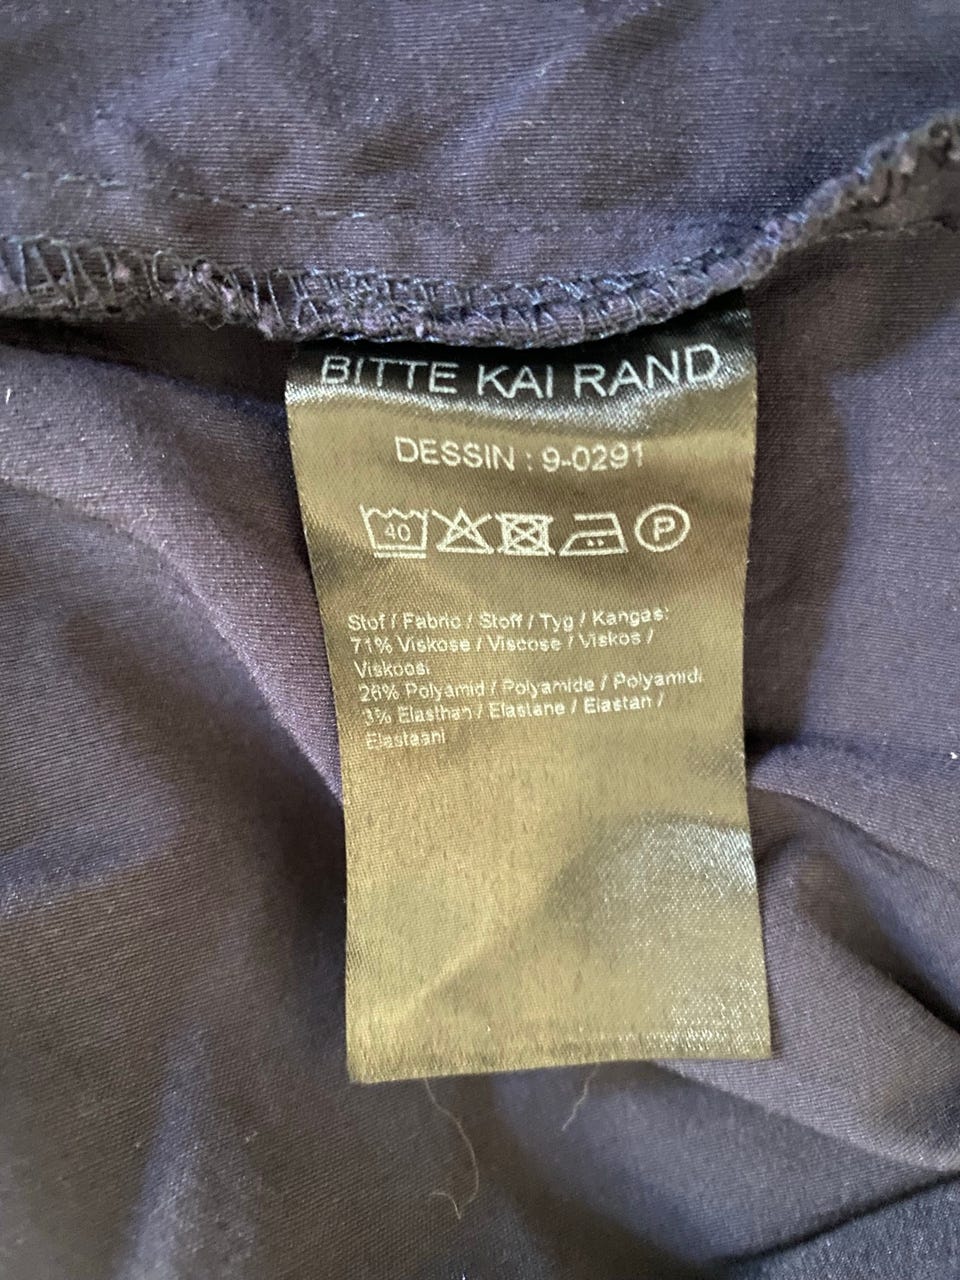 BITTE KAI RAND
DESSIN : 9-0291
40 P
Stof / Fabric / Stoff / Tyg / Kangas:
71% Viskose / Viscose / Viskos /
Viskoosi
26% Polyamid / Polyamide / Polyamidi
3% Elasthan / Elastane / Elastan /
Elastaani